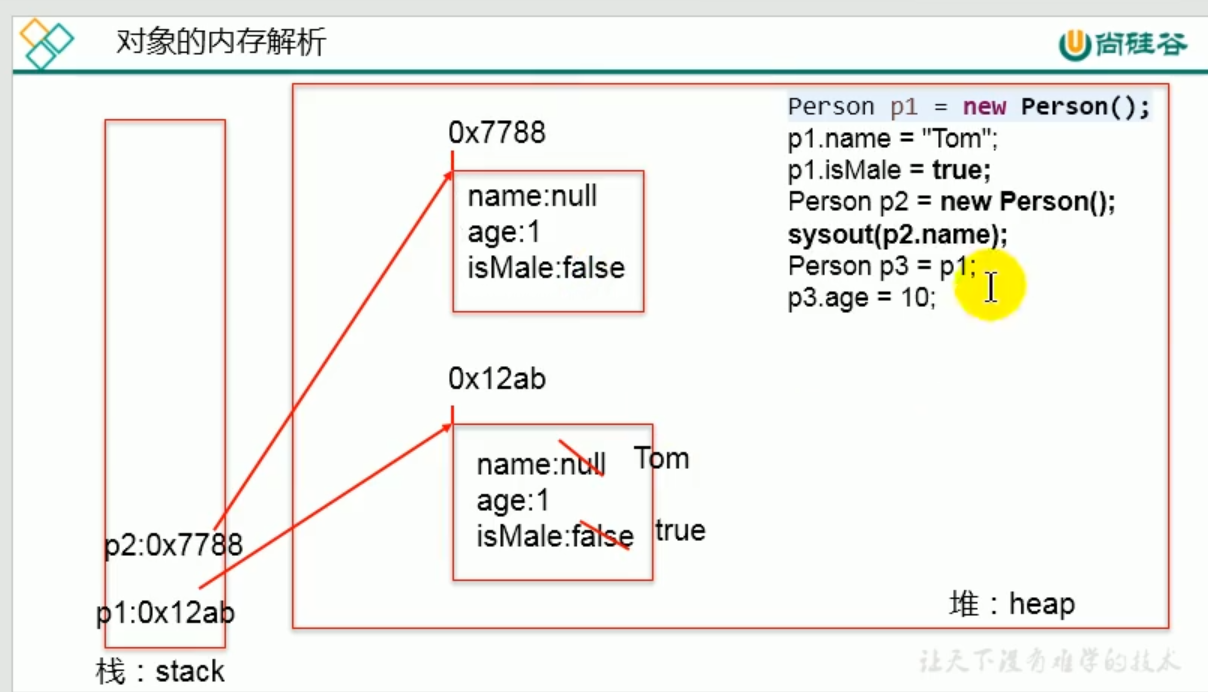 对象的内存解析
尚硅谷
Person p1 = new Person();
p1.name = "Tom";
p1.isMale = true;
Person p2 = new Person();
sysout(p2.name);
Person p3 = p1;
p3.age = 10;
0x7788
name:null
age:1
isMale:false
0x12ab
name:null Tom
age:1
isMale:false true
p2:0x7788
p1:0x12ab
栈：stack
堆：heap
让天下没有难学的技术